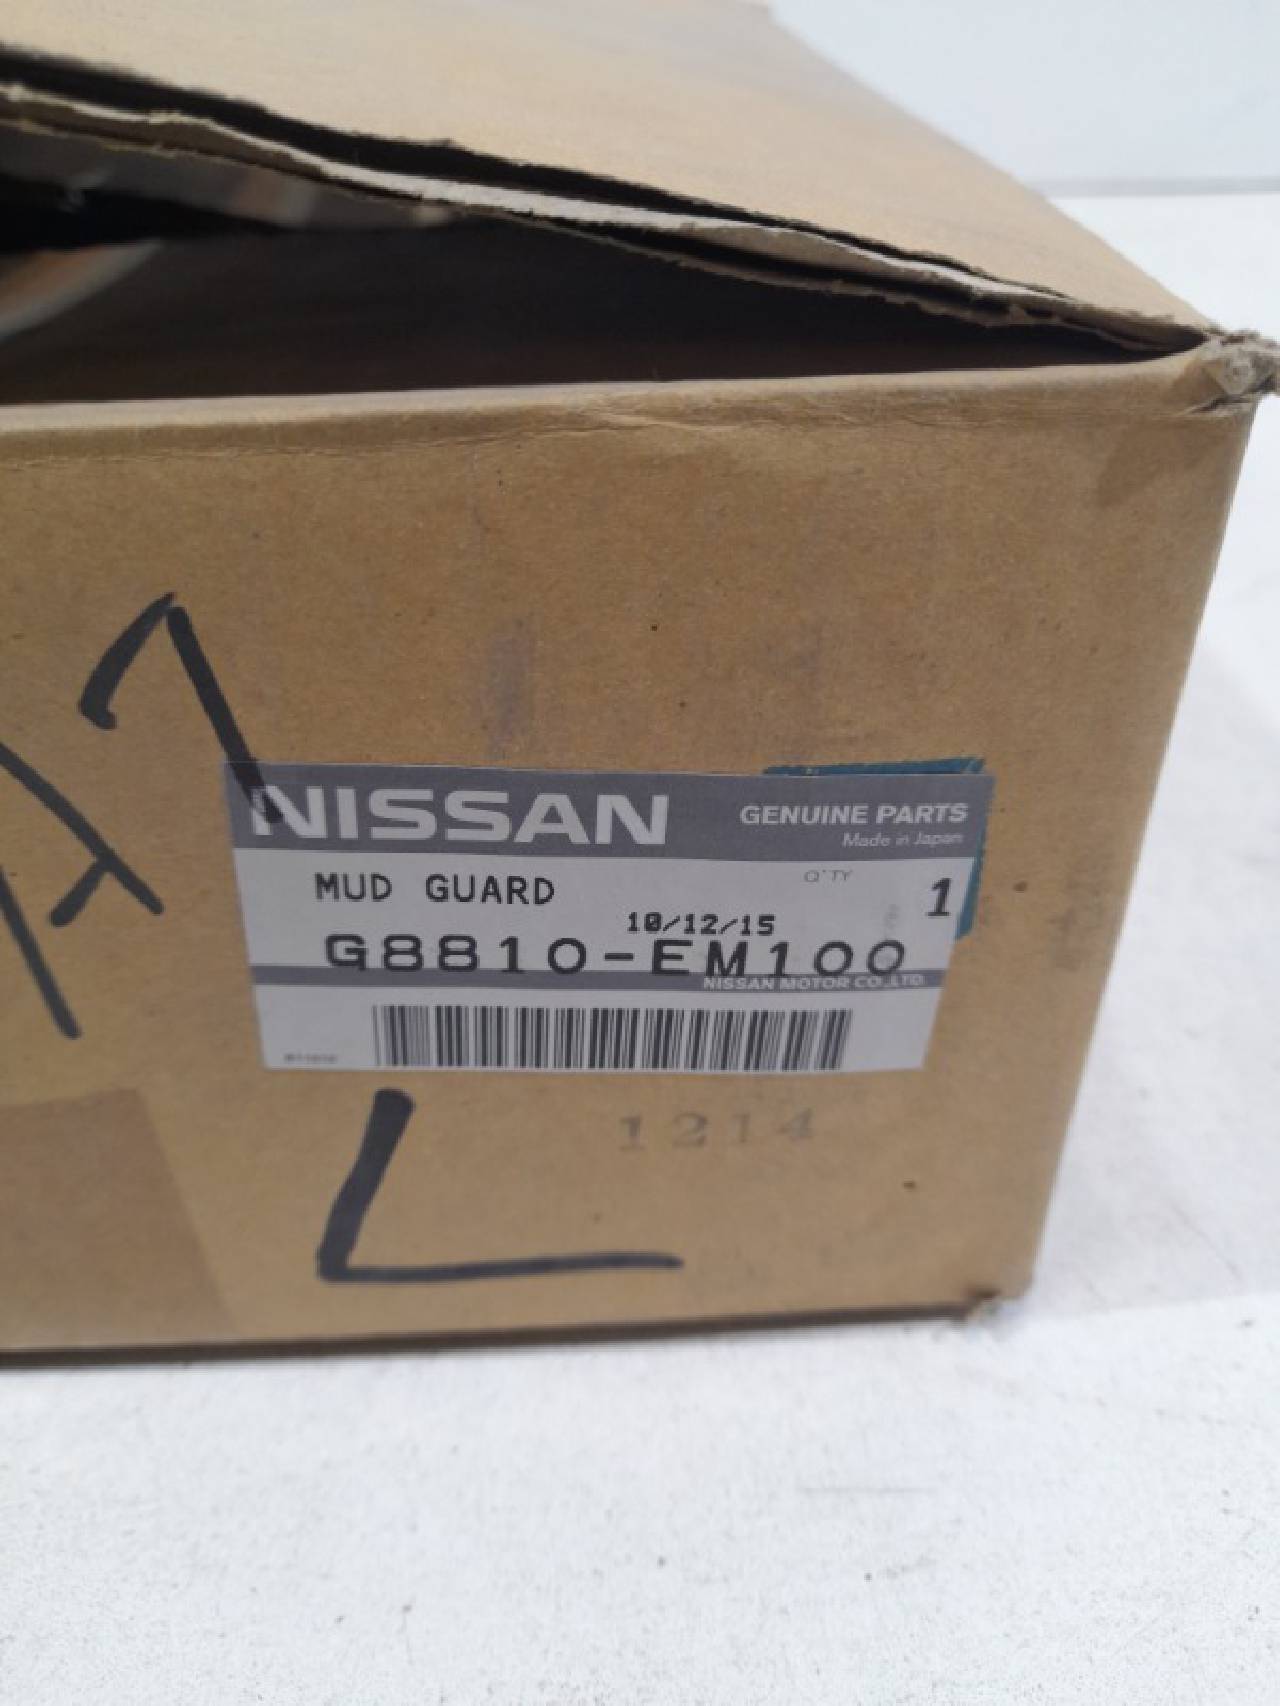 NISSAN
GENUINE PARTS
Made in Japan
MUD GUARD
Q'TY
1
10/12/15
G8810-EM100
NISSAN MOTOR CO.,LTD.
L
1214